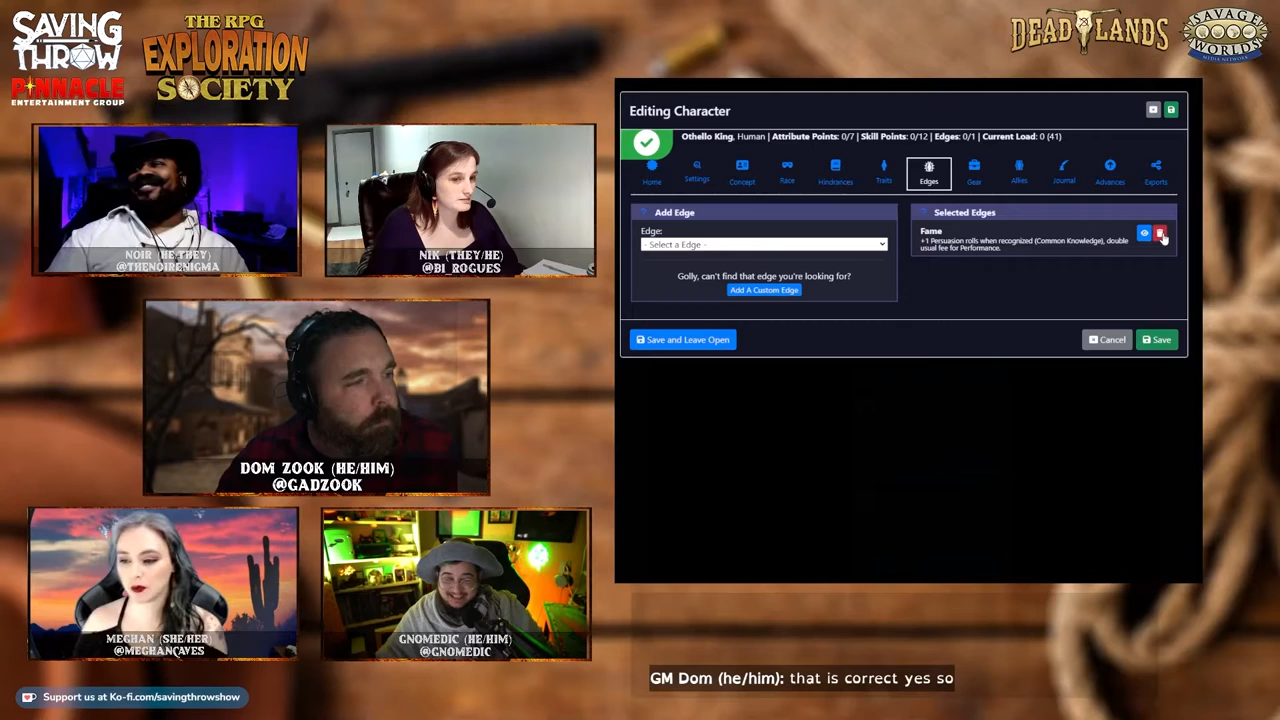 SAVING
THROW
PINNACLE
ENTERTAINMENT GROUP
THE RPG
EXPLORATION
SOCIETY
DEADLANDS
SAVAGE
WORLDS
MEDIA NETWORK
NOIR (HE/THEY)
@THENOIRENIGMA
NIK (THEY/HE)
@BI_ROGUES
DOM ZOOK (HE/HIM)
@GADZOOK
MEGHAN (SHE/HER)
@MEGHANCAVES
GNOMEDIC (HE/HIM)
@GNOMEDIC
Support us at Ko-fi.com/savingthrowshow
Editing Character
Othello King, Human | Attribute Points: 0/7 | Skill Points: 0/12 | Edges: 0/1 | Current Load: 0 (41)
Home Settings Concept Race Hindrances Traits Edges Gear Allies Journal Advances Exports
Add Edge
Edge:
- Select a Edge -
Golly, can't find that edge you're looking for?
Add A Custom Edge
Selected Edges
Fame
+1 Persuasion rolls when recognized (Common Knowledge), double
usual fee for Performance.
Save and Leave Open
Cancel
Save
GM Dom (he/him): that is correct yes so